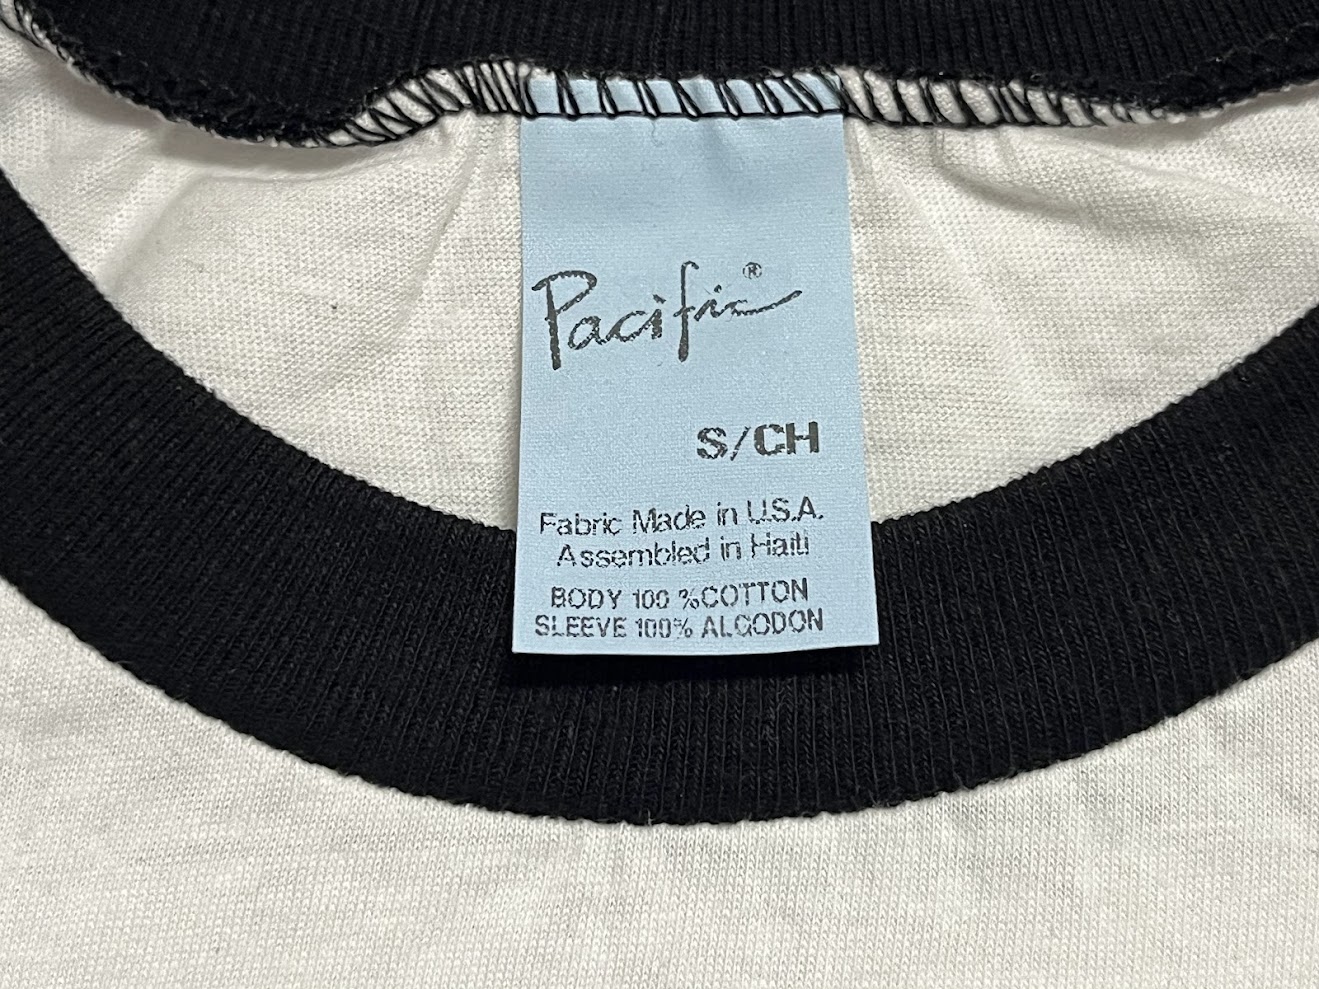 Pacific®
S/CH
Fabric Made in U.S.A.
Assembled in Haiti
BODY 100 %COTTON
SLEEVE 100% ALGODON